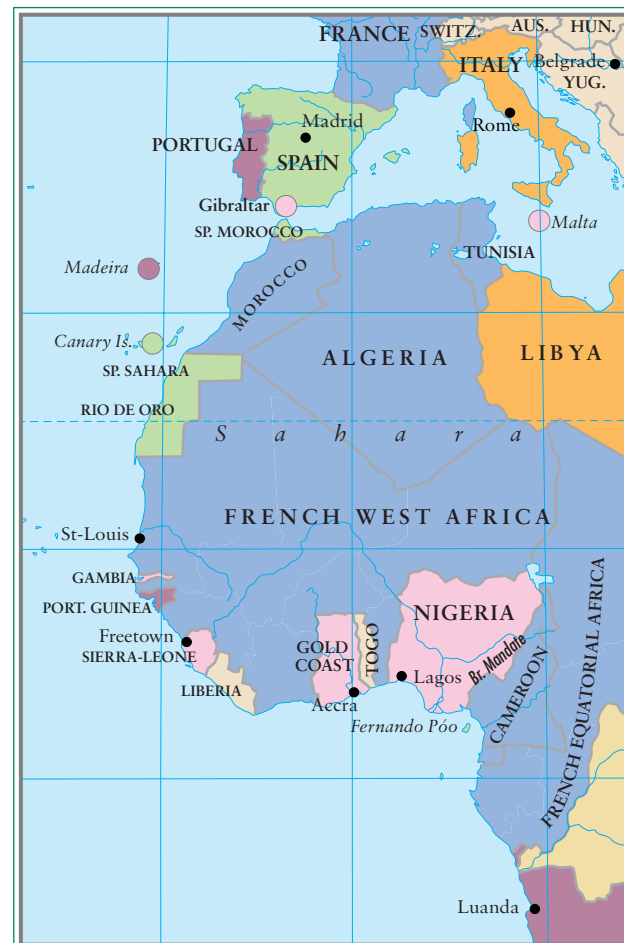 FRANCE
SWITZ.
AUS.
HUN.
ITALY
Belgrade
YUG.
Madrid
Rome
PORTUGAL
SPAIN
Gibraltar
Malta
SP. MOROCCO
TUNISIA
Madeira
MOROCCO
Canary Is.
ALGERIA
LIBYA
SP. SAHARA
RIO DE ORO
Sahara
FRENCH WEST AFRICA
St-Louis
GAMBIA
PORT. GUINEA
NIGERIA
Freetown
SIERRA-LEONE
GOLD
COAST
TOGO
Br. Mandate
LIBERIA
Lagos
Accra
CAMEROON
FRENCH EQUATORIAL AFRICA
Fernando Póo
Luanda